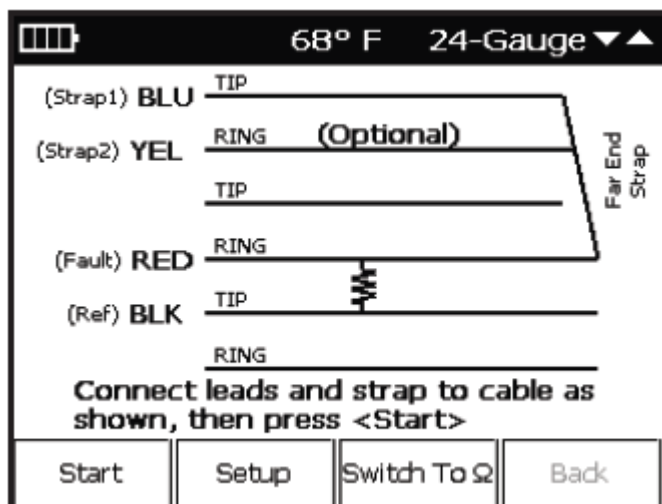 68° F 24-Gauge
TIP
(Strap1) BLU
RING (Optional)
(Strap2) YEL
TIP
Far End
Strap
RING
(Fault) RED
TIP
(Ref) BLK
RING
Connect leads and strap to cable as
shown, then press <Start>
Start Setup Switch To Ω Back